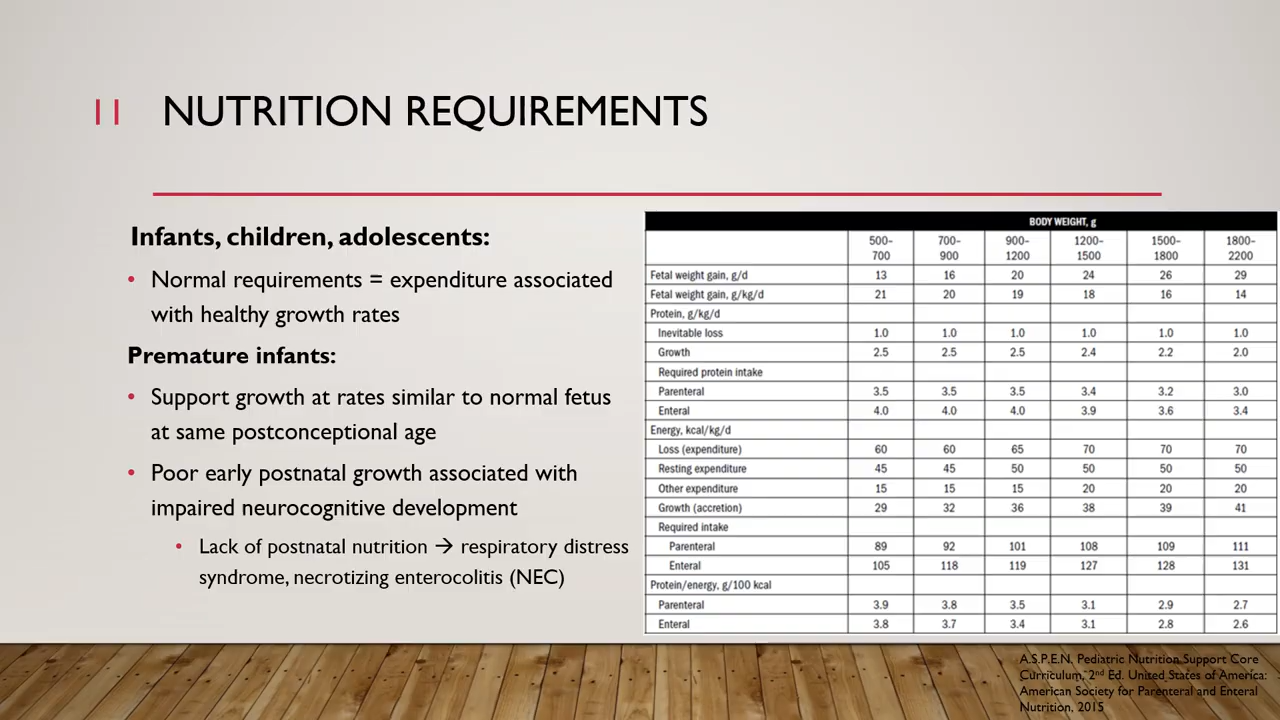 11
NUTRITION REQUIREMENTS
Infants, children, adolescents:
• Normal requirements = expenditure associated
with healthy growth rates
Premature infants:
• Support growth at rates similar to normal fetus
at same postconceptional age
• Poor early postnatal growth associated with
impaired neurocognitive development
• Lack of postnatal nutrition → respiratory distress
syndrome, necrotizing enterocolitis (NEC)
BODY WEIGHT, g
500– 700– 900– 1200– 1500– 1800–
700 900 1200 1500 1800 2200
Fetal weight gain, g/d 13 16 20 24 26 29
Fetal weight gain, g/kg/d 21 20 19 18 16 14
Protein, g/kg/d
Inevitable loss 1.0 1.0 1.0 1.0 1.0 1.0
Growth 2.5 2.5 2.5 2.4 2.2 2.0
Required protein intake
Parenteral 3.5 3.5 3.5 3.4 3.2 3.0
Enteral 4.0 4.0 4.0 3.9 3.6 3.4
Energy, kcal/kg/d
Loss (expenditure) 60 60 65 70 70 70
Resting expenditure 45 45 50 50 50 50
Other expenditure 15 15 15 20 20 20
Growth (accretion) 29 32 36 38 39 41
Required intake
Parenteral 89 92 101 108 109 111
Enteral 105 118 119 127 128 131
Protein/energy, g/100 kcal
Parenteral 3.9 3.8 3.5 3.1 2.9 2.7
Enteral 3.8 3.7 3.4 3.1 2.8 2.6
A.S.P.E.N. Pediatric Nutrition Support Core
Curriculum, 2nd Ed. United States of America:
American Society for Parenteral and Enteral
Nutrition, 2015